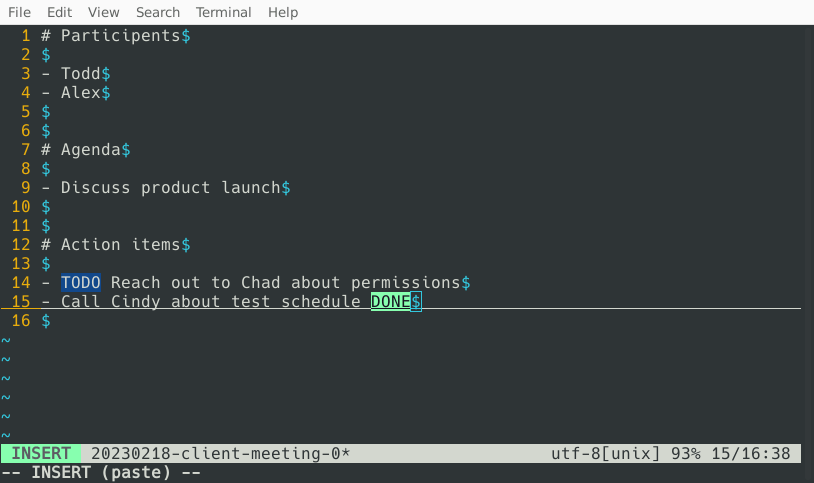 File Edit View Search Terminal Help
1 # Participents$
2 $
3 - Todd$
4 - Alex$
5 $
6 $
7 # Agenda$
8 $
9 - Discuss product launch$
10 $
11 $
12 # Action items$
13 $
14 - TODO Reach out to Chad about permissions$
15 - Call Cindy about test schedule DONE$
16 $
~
~
~
~
~
~
INSERT 20230218-client-meeting-0* utf-8[unix] 93% 15/16:38
-- INSERT (paste) --